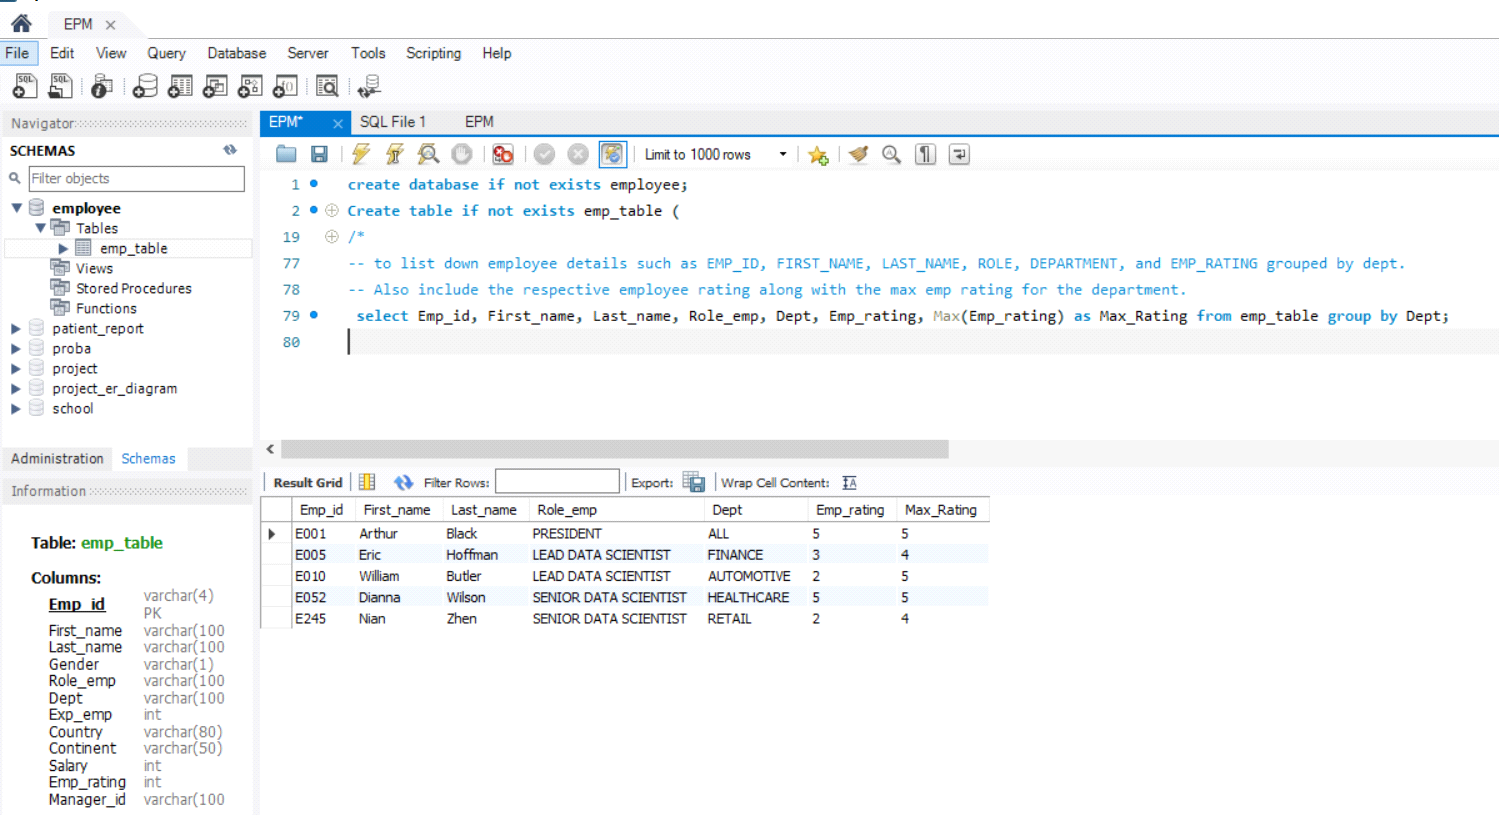 EPM
File Edit View Query Database Server Tools Scripting Help
Navigator
EPM* SQL File 1 EPM
SCHEMAS
Limit to 1000 rows
Filter objects
employee
Tables
emp_table
Views
Stored Procedures
Functions
patient_report
proba
project
project_er_diagram
school
1 create database if not exists employee;
2 Create table if not exists emp_table (
19 /*
77 -- to list down employee details such as EMP_ID, FIRST_NAME, LAST_NAME, ROLE, DEPARTMENT, and EMP_RATING grouped by dept.
78 -- Also include the respective employee rating along with the max emp rating for the department.
79 select Emp_id, First_name, Last_name, Role_emp, Dept, Emp_rating, Max(Emp_rating) as Max_Rating from emp_table group by Dept;
80
Administration Schemas
Information
Table: emp_table
Columns:
Emp_id varchar(4)
PK
First_name varchar(100
Last_name varchar(100
Gender varchar(1)
Role_emp varchar(100
Dept varchar(100
Exp_emp int
Country varchar(80)
Continent varchar(50)
Salary int
Emp_rating int
Manager_id varchar(100
Result Grid Filter Rows: Export: Wrap Cell Content:
Emp_id First_name Last_name Role_emp Dept Emp_rating Max_Rating
E001 Arthur Black PRESIDENT ALL 5 5
E005 Eric Hoffman LEAD DATA SCIENTIST FINANCE 3 4
E010 William Butler LEAD DATA SCIENTIST AUTOMOTIVE 2 5
E052 Dianna Wilson SENIOR DATA SCIENTIST HEALTHCARE 5 5
E245 Nian Zhen SENIOR DATA SCIENTIST RETAIL 2 4